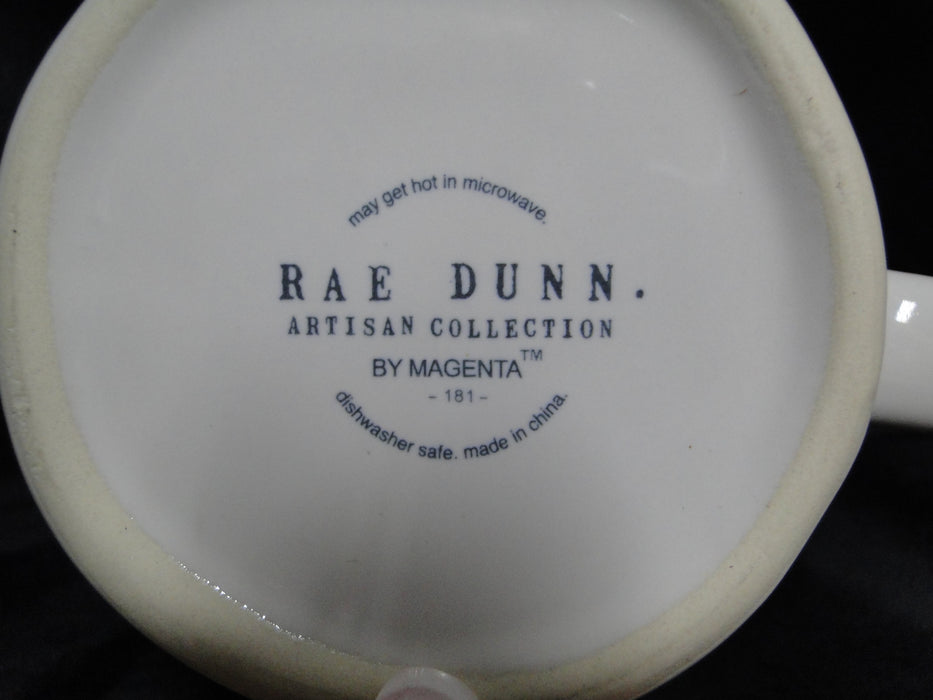 may get hot in microwave.
RAE DUNN.
ARTISAN COLLECTION
BY MAGENTA™
- 181 -
dishwasher safe. made in china.